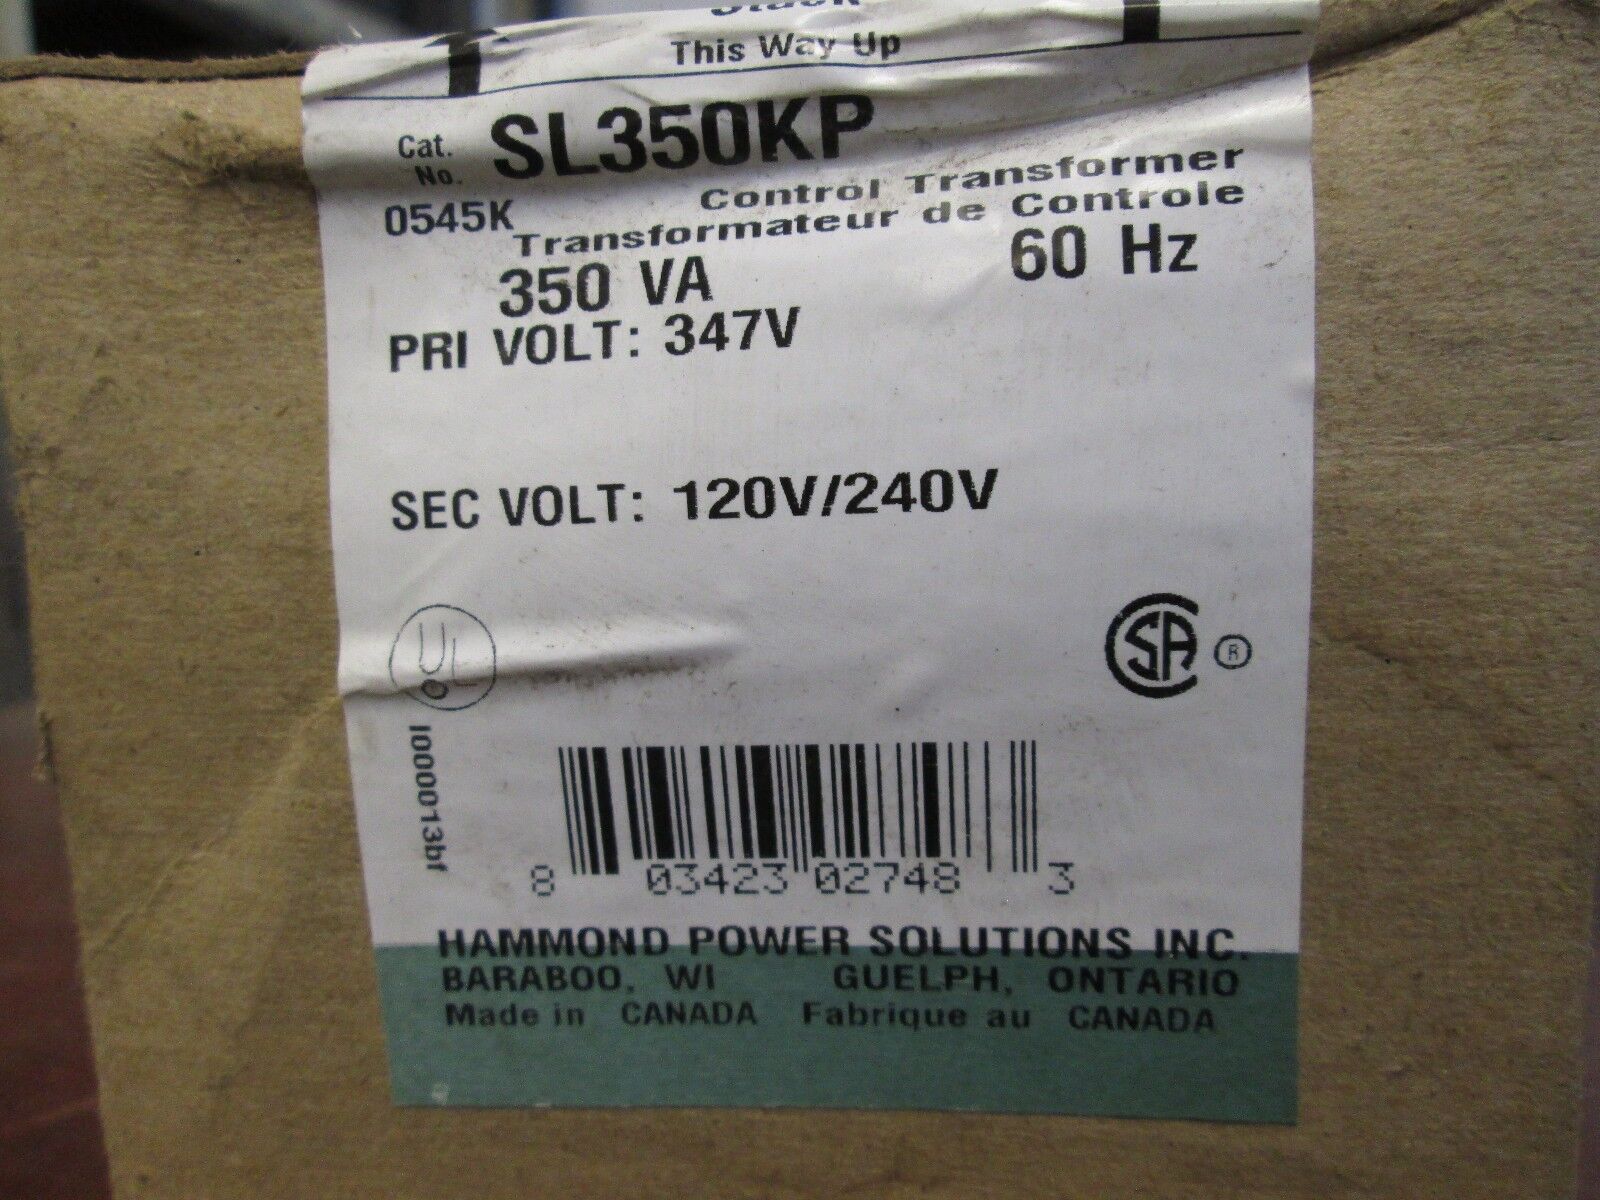 This Way Up
Cat. No. SL350KP
0545K
Control Transformer
Transformateur de Controle
350 VA 60 Hz
PRI VOLT: 347V
SEC VOLT: 120V/240V
UL
SA ®
I000013bf
8 03423 02748 3
HAMMOND POWER SOLUTIONS INC.
BARABOO, WI GUELPH, ONTARIO
Made in CANADA Fabrique au CANADA